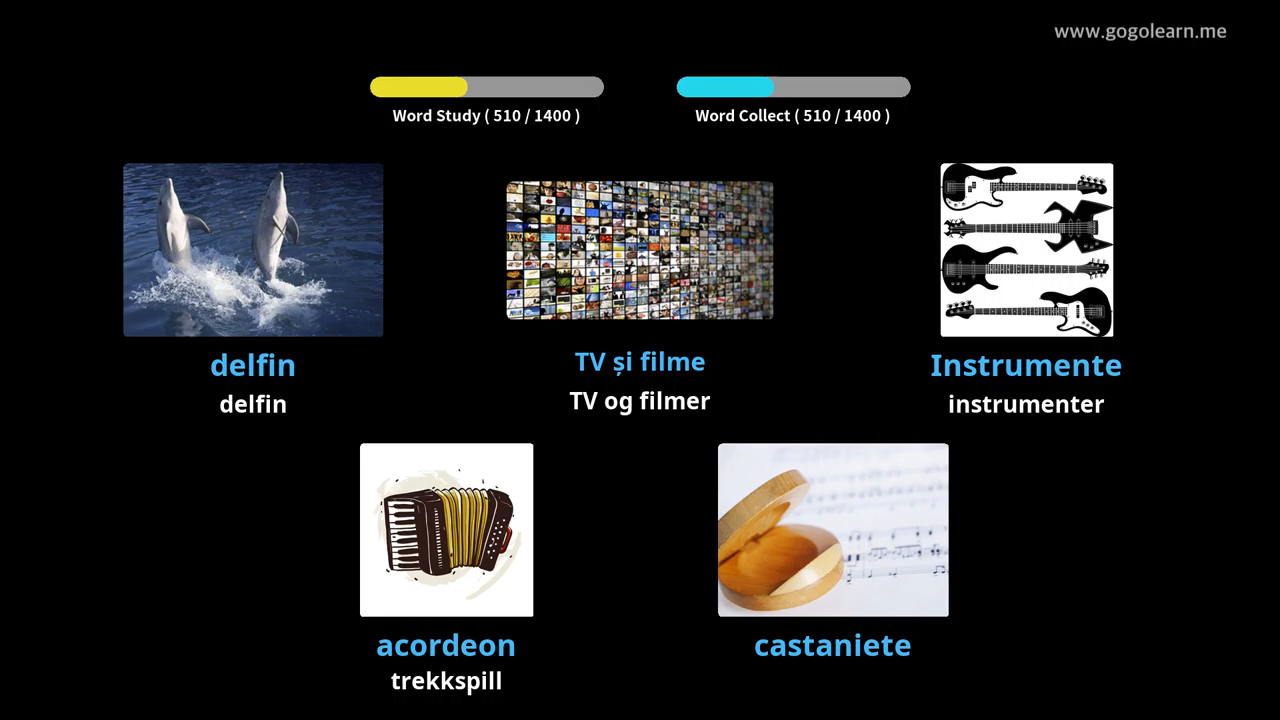 www.gogolearn.me
Word Study ( 510 / 1400 )
Word Collect ( 510 / 1400 )
delfin
delfin
TV și filme
TV og filmer
Instrumente
instrumenter
acordeon
trekkspill
castaniete